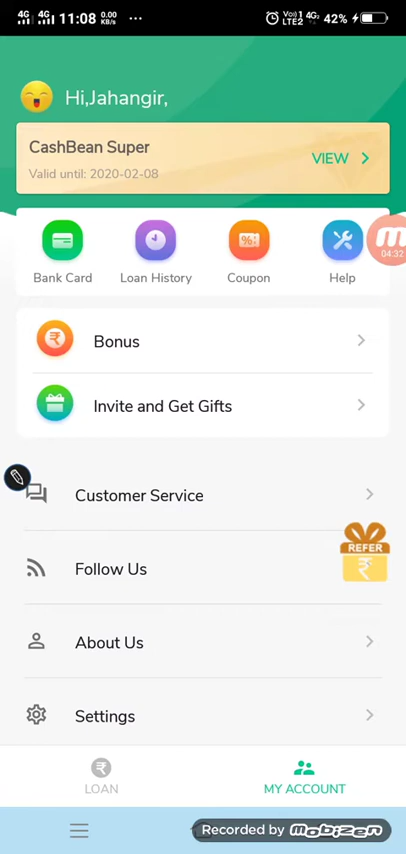 4G 4G 11:08 0.00 KB/s ... Vo)) 1 LTE2 4G2 42%
Hi,Jahangir,
CashBean Super
VIEW
Valid until: 2020-02-08
04:32
Bank Card Loan History Coupon Help
Bonus
Invite and Get Gifts
Customer Service
REFER
₹
Follow Us
About Us
Settings
LOAN MY ACCOUNT
Recorded by mobizen